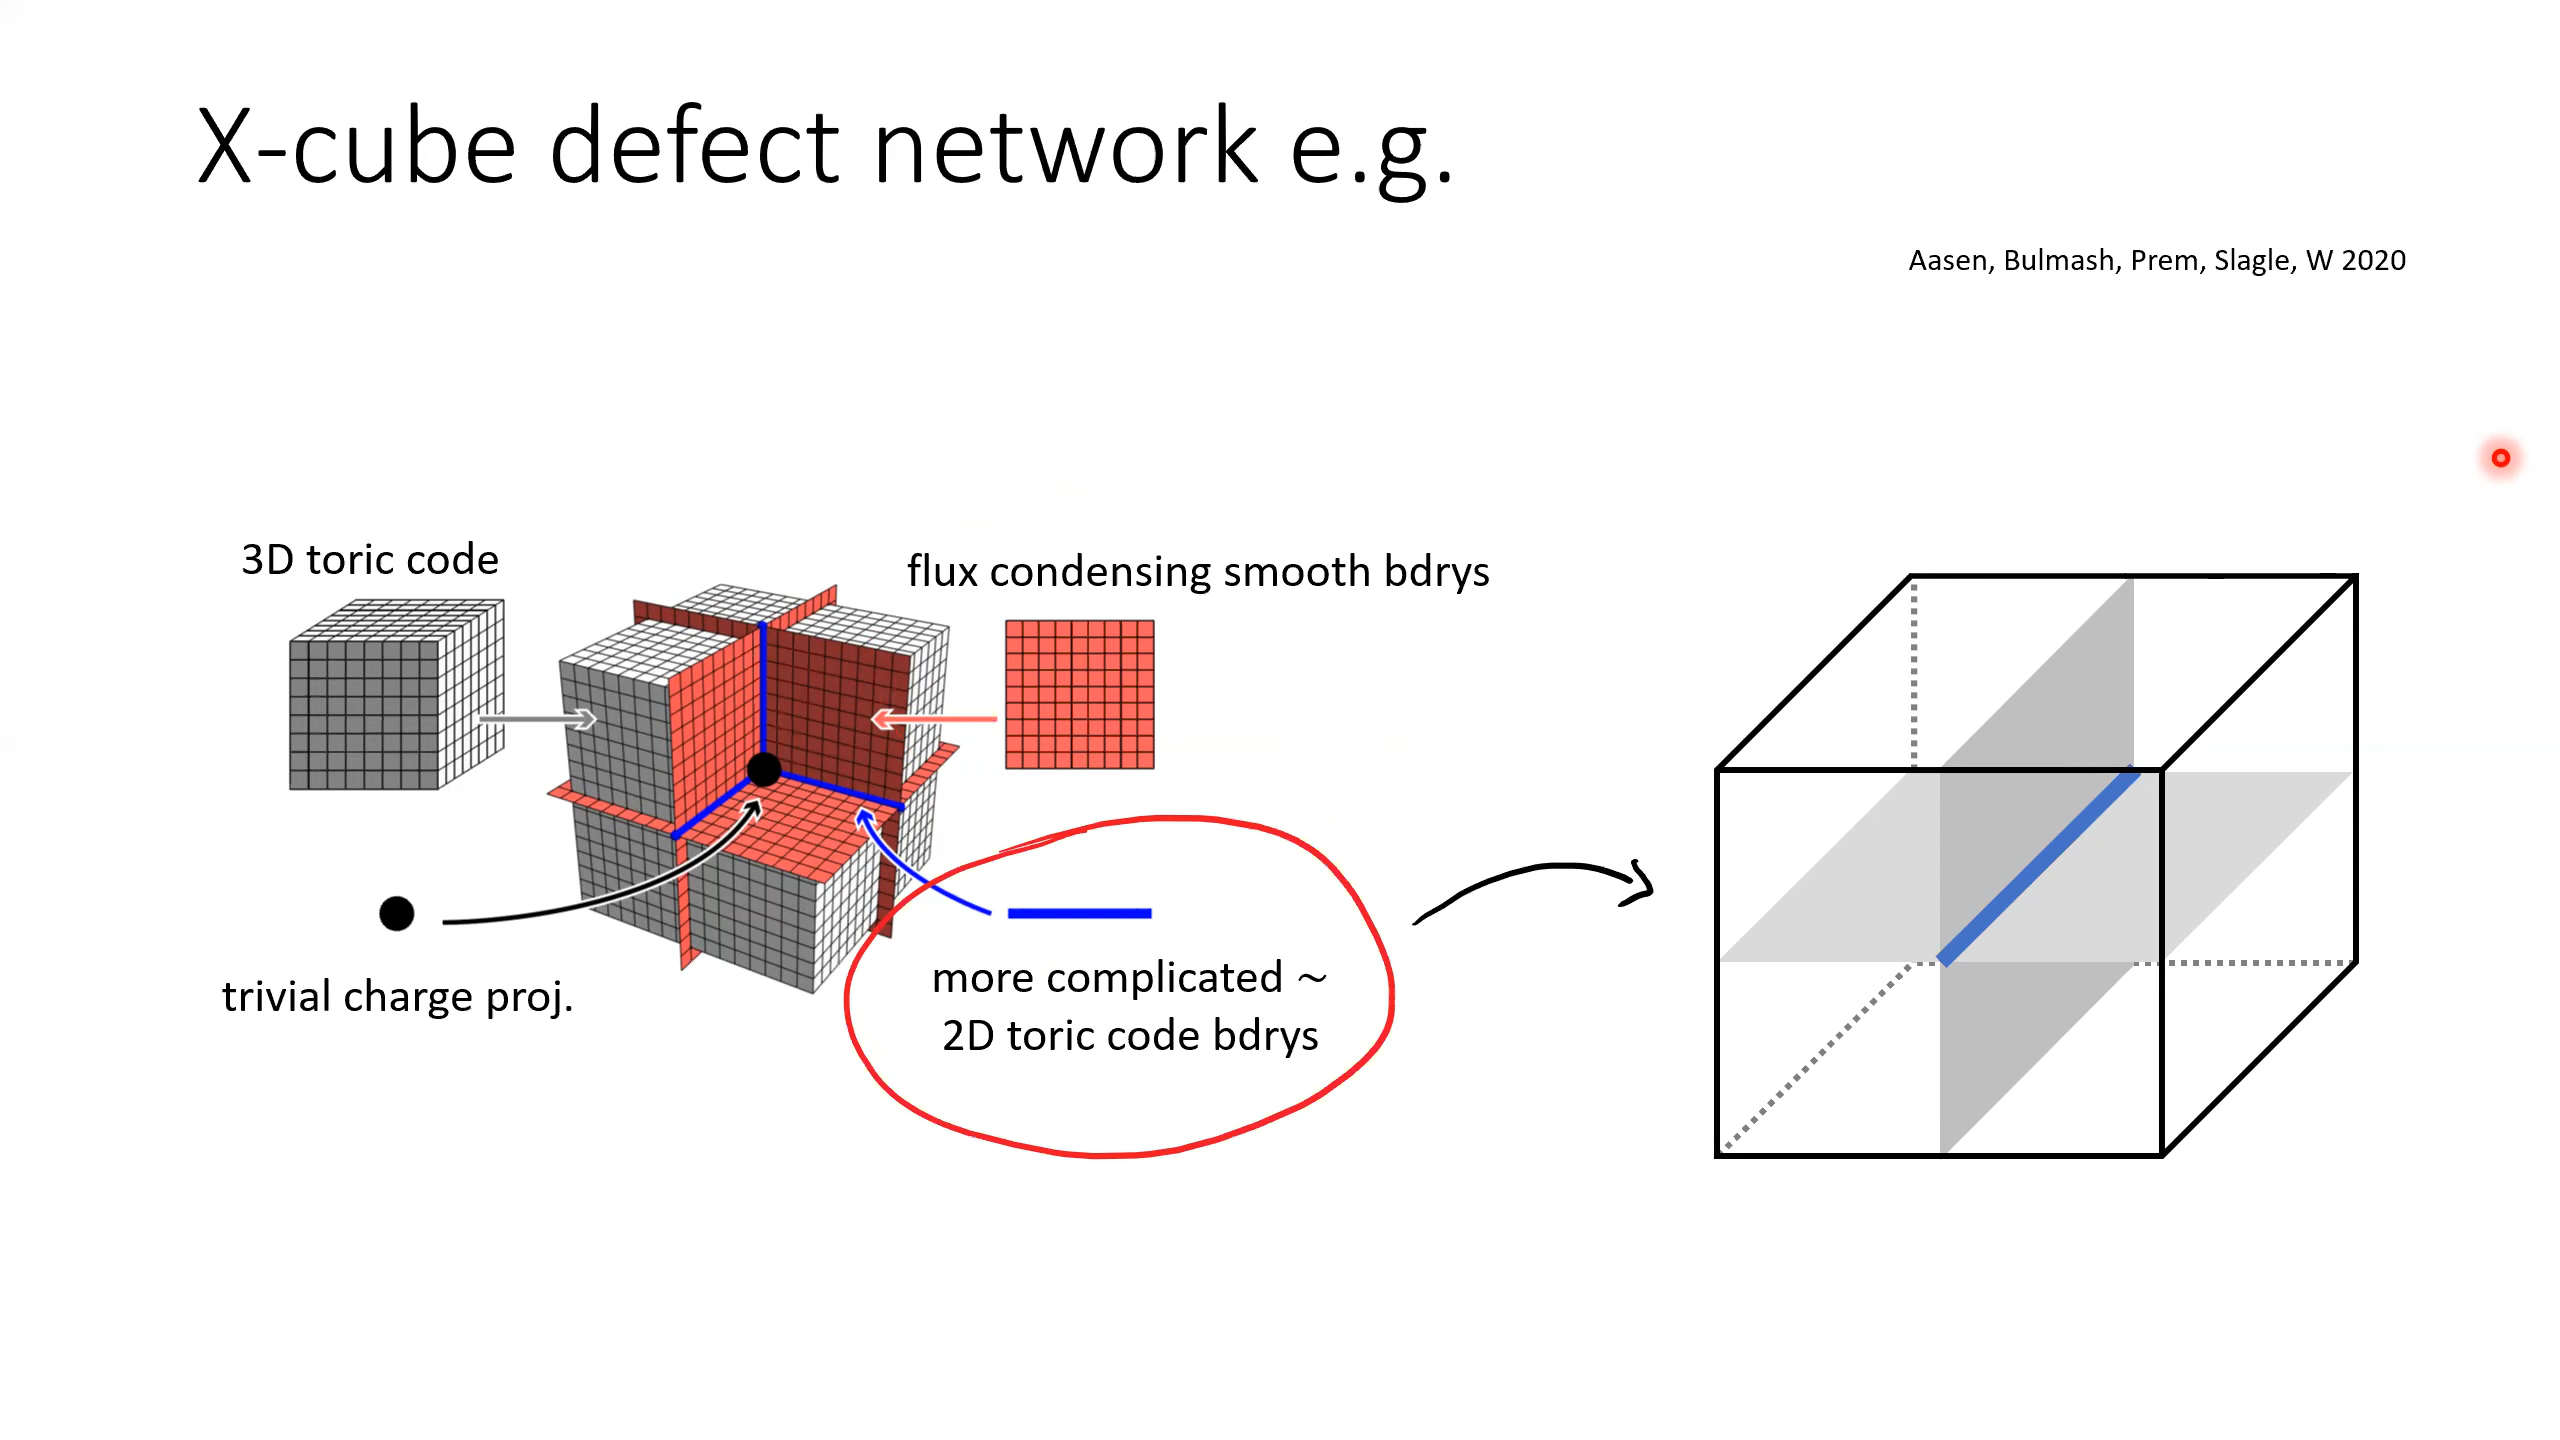 X-cube defect network e.g.
Aasen, Bulmash, Prem, Slagle, W 2020
3D toric code
flux condensing smooth bdrys
trivial charge proj.
more complicated ~
2D toric code bdrys